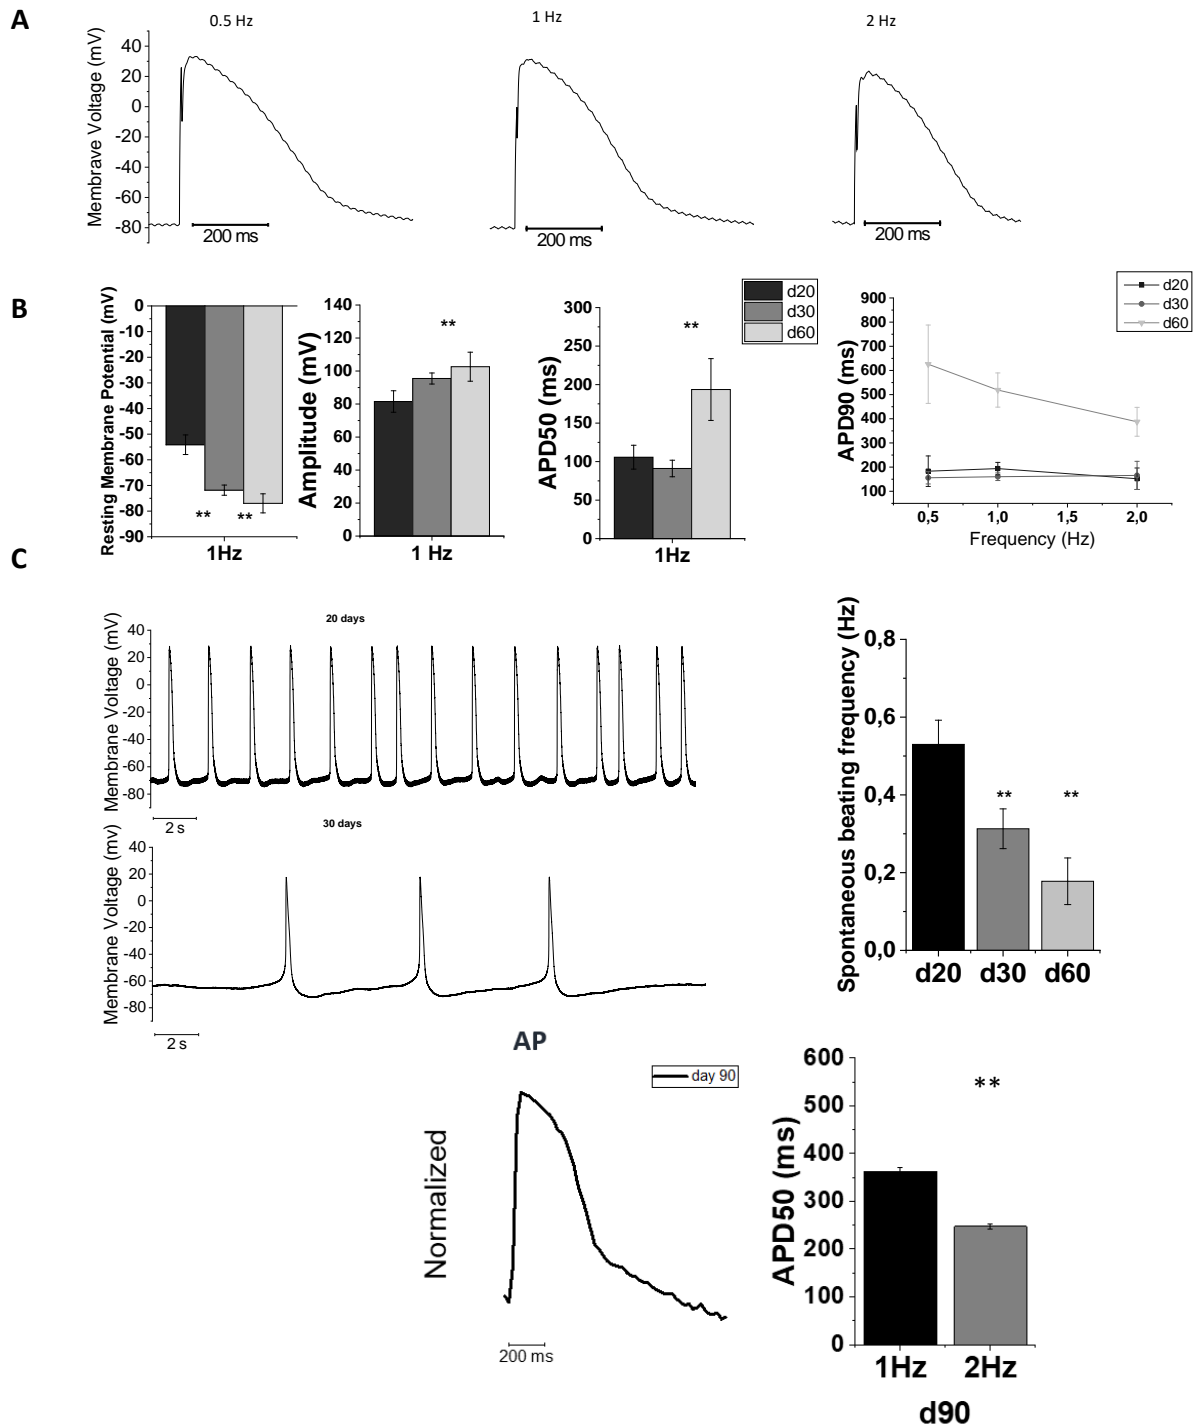 A
0.5 Hz
1 Hz
2 Hz
Membrave Voltage (mV)
40
20
0
-20
-40
-60
-80
200 ms
200 ms
200 ms
B
Resting Membrane Potential (mV)
0
-10
-20
-30
-40
-50
-60
-70
-80
-90
** **
1Hz
Amplitude (mV)
140
120
100
80
60
40
20
0
**
1 Hz
APD50 (ms)
300
250
200
150
100
50
0
**
1Hz
d20
d30
d60
APD90 (ms)
900
800
700
600
500
400
300
200
100
0,5 1,0 1,5 2,0
Frequency (Hz)
d20
d30
d60
C
20 days
Membrane Voltage (mV)
40
20
0
-20
-40
-60
-80
2 s
30 days
Membrane Voltage (mV)
40
20
0
-20
-40
-60
-80
2 s
Spontaneous beating frequency (Hz)
0,8
0,6
0,4
0,2
0,0
** **
d20 d30 d60
AP
day 90
Normalized
200 ms
APD50 (ms)
600
500
400
300
200
100
0
**
1Hz 2Hz
d90